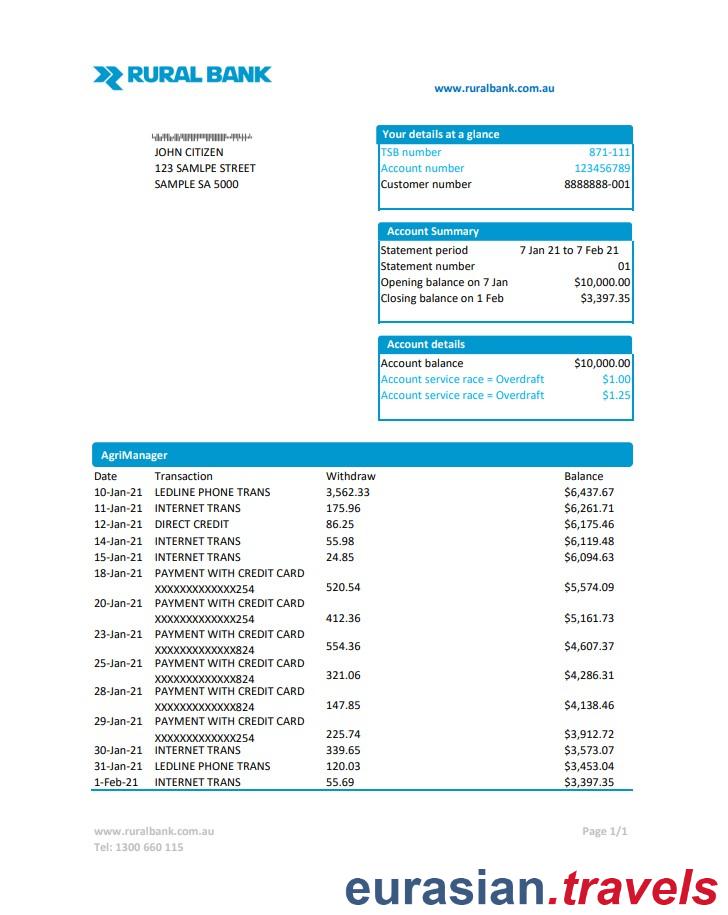 RURAL BANK
www.ruralbank.com.au
JOHN CITIZEN
123 SAMLPE STREET
SAMPLE SA 5000
Your details at a glance
TSB number 871-111
Account number 123456789
Customer number 8888888-001
Account Summary
Statement period 7 Jan 21 to 7 Feb 21
Statement number 01
Opening balance on 7 Jan $10,000.00
Closing balance on 1 Feb $3,397.35
Account details
Account balance $10,000.00
Account service race = Overdraft $1.00
Account service race = Overdraft $1.25
AgriManager
Date Transaction Withdraw Balance
10-Jan-21 LEDLINE PHONE TRANS 3,562.33 $6,437.67
11-Jan-21 INTERNET TRANS 175.96 $6,261.71
12-Jan-21 DIRECT CREDIT 86.25 $6,175.46
14-Jan-21 INTERNET TRANS 55.98 $6,119.48
15-Jan-21 INTERNET TRANS 24.85 $6,094.63
18-Jan-21 PAYMENT WITH CREDIT CARD
XXXXXXXXXXXXX254 520.54 $5,574.09
20-Jan-21 PAYMENT WITH CREDIT CARD
XXXXXXXXXXXXX254 412.36 $5,161.73
23-Jan-21 PAYMENT WITH CREDIT CARD
XXXXXXXXXXXXX824 554.36 $4,607.37
25-Jan-21 PAYMENT WITH CREDIT CARD
XXXXXXXXXXXXX824 321.06 $4,286.31
28-Jan-21 PAYMENT WITH CREDIT CARD
XXXXXXXXXXXXX824 147.85 $4,138.46
29-Jan-21 PAYMENT WITH CREDIT CARD
XXXXXXXXXXXXX254 225.74 $3,912.72
30-Jan-21 INTERNET TRANS 339.65 $3,573.07
31-Jan-21 LEDLINE PHONE TRANS 120.03 $3,453.04
1-Feb-21 INTERNET TRANS 55.69 $3,397.35
www.ruralbank.com.au Page 1/1
Tel: 1300 660 115
eurasian.travels